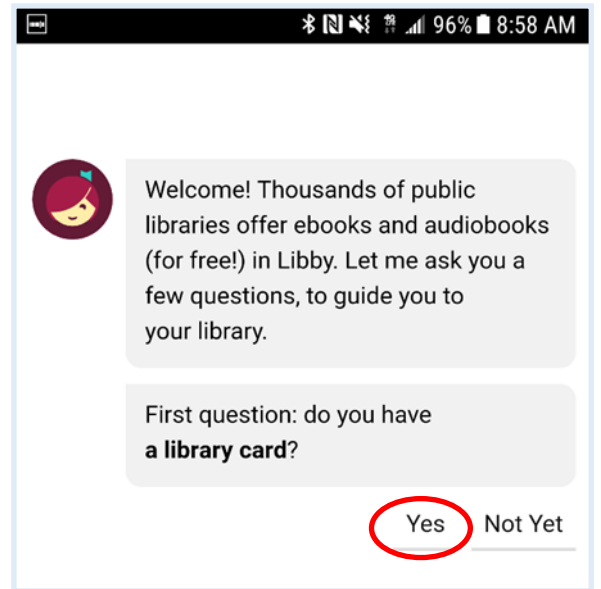 96% 8:58 AM
Welcome! Thousands of public
libraries offer ebooks and audiobooks
(for free!) in Libby. Let me ask you a
few questions, to guide you to
your library.
First question: do you have
a library card?
Yes Not Yet